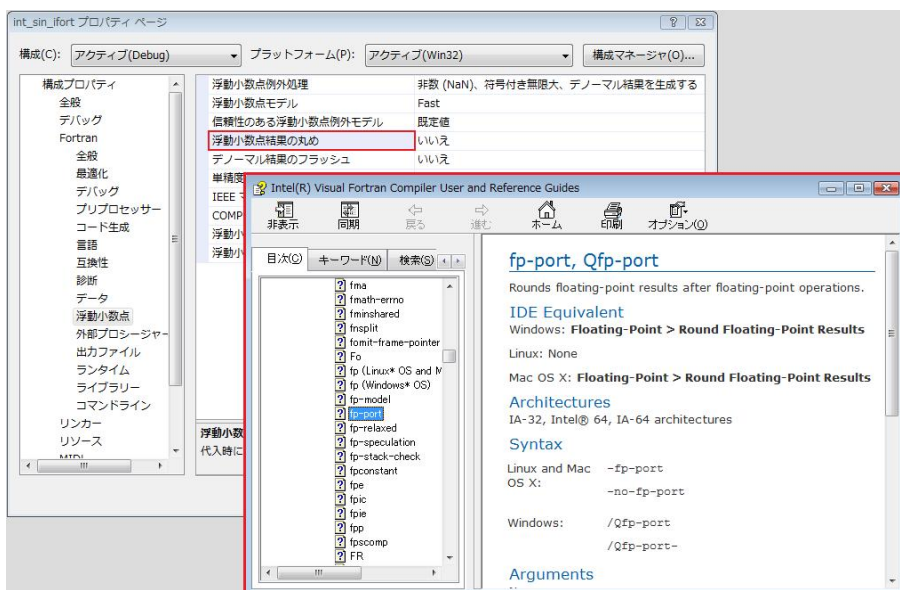 int_sin_ifort プロパティ ページ
構成(C): アクティブ(Debug) プラットフォーム(P): アクティブ(Win32) 構成マネージャ(O)...
構成プロパティ
全般
デバッグ
Fortran
全般
最適化
デバッグ
プリプロセッサー
コード生成
言語
互換性
診断
データ
浮動小数点
外部プロシージャー
出力ファイル
ランタイム
ライブラリー
コマンドライン
リンカー
リソース
MIDL
浮動小数点例外処理 非数 (NaN)、符号付き無限大、デノーマル結果を生成する
浮動小数点モデル Fast
信頼性のある浮動小数点例外モデル 既定値
浮動小数点結果の丸め いいえ
デノーマル結果のフラッシュ いいえ
単精度
IEEE
COMP
浮動小
浮動小
浮動小数
代入時に
Intel(R) Visual Fortran Compiler User and Reference Guides
非表示 同期 戻る 進む ホーム 印刷 オプション(O)
目次(C) キーワード(N) 検索(S)
fma
fmath-errno
fminshared
fnsplit
fomit-frame-pointer
Fo
fp (Linux* OS and M
fp (Windows* OS)
fp-model
fp-port
fp-relaxed
fp-speculation
fp-stack-check
fpconstant
fpe
fpic
fpie
fpp
fpscomp
FR
fp-port, Qfp-port
Rounds floating-point results after floating-point operations.
IDE Equivalent
Windows: Floating-Point > Round Floating-Point Results
Linux: None
Mac OS X: Floating-Point > Round Floating-Point Results
Architectures
IA-32, Intel® 64, IA-64 architectures
Syntax
Linux and Mac OS X: -fp-port
-no-fp-port
Windows: /Qfp-port
/Qfp-port-
Arguments